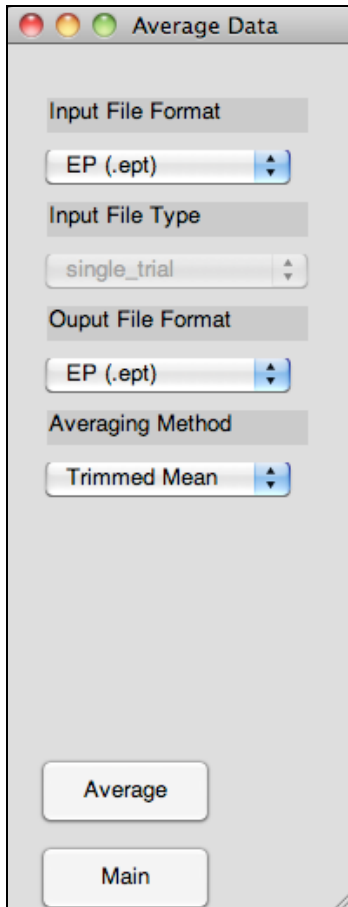 Average Data
Input File Format
EP (.ept)
Input File Type
single_trial
Ouput File Format
EP (.ept)
Averaging Method
Trimmed Mean
Average
Main